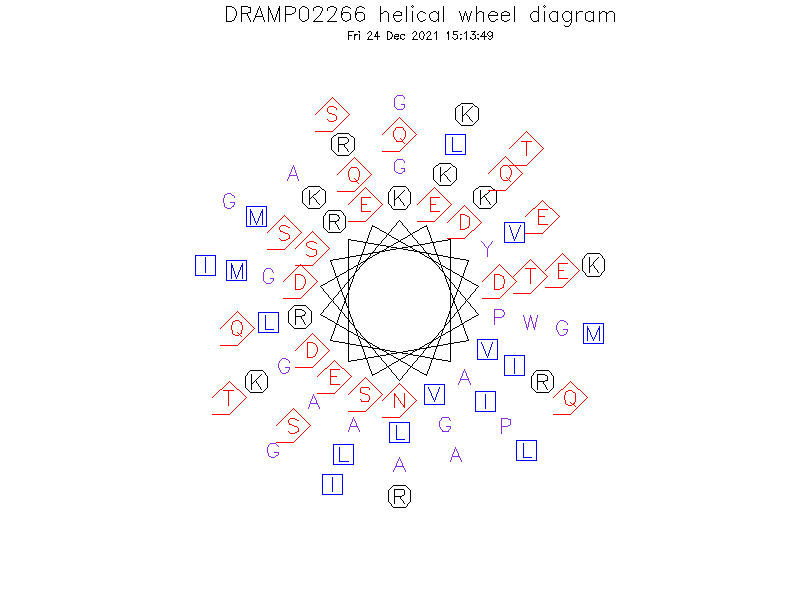 DRAMP02266 helical wheel diagram
Fri 24 Dec 2021 15:13:49
G
S K
Q
R L T
G
A Q K Q
K K K
G E E
M R D E
S V
S Y
I M G T E K
D D
L R P W
Q G M
D V
G I
K E A R
T A S N V I Q
S A L G P
G L A L
A
I
R